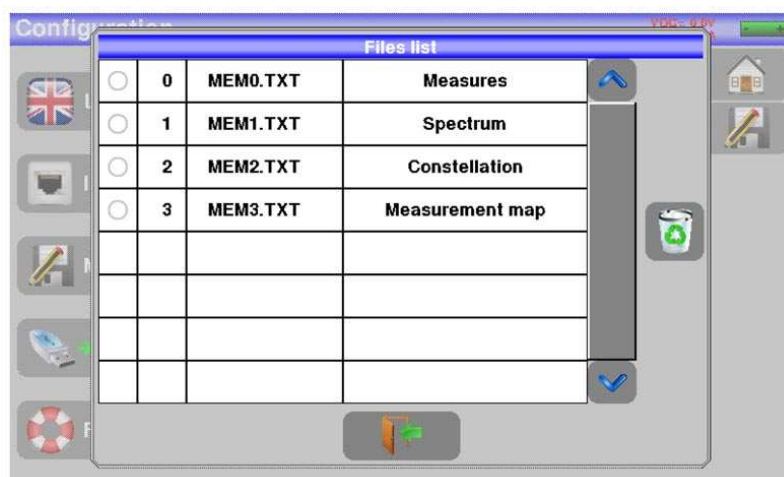 Files list
0 MEM0.TXT Measures
1 MEM1.TXT Spectrum
2 MEM2.TXT Constellation
3 MEM3.TXT Measurement map